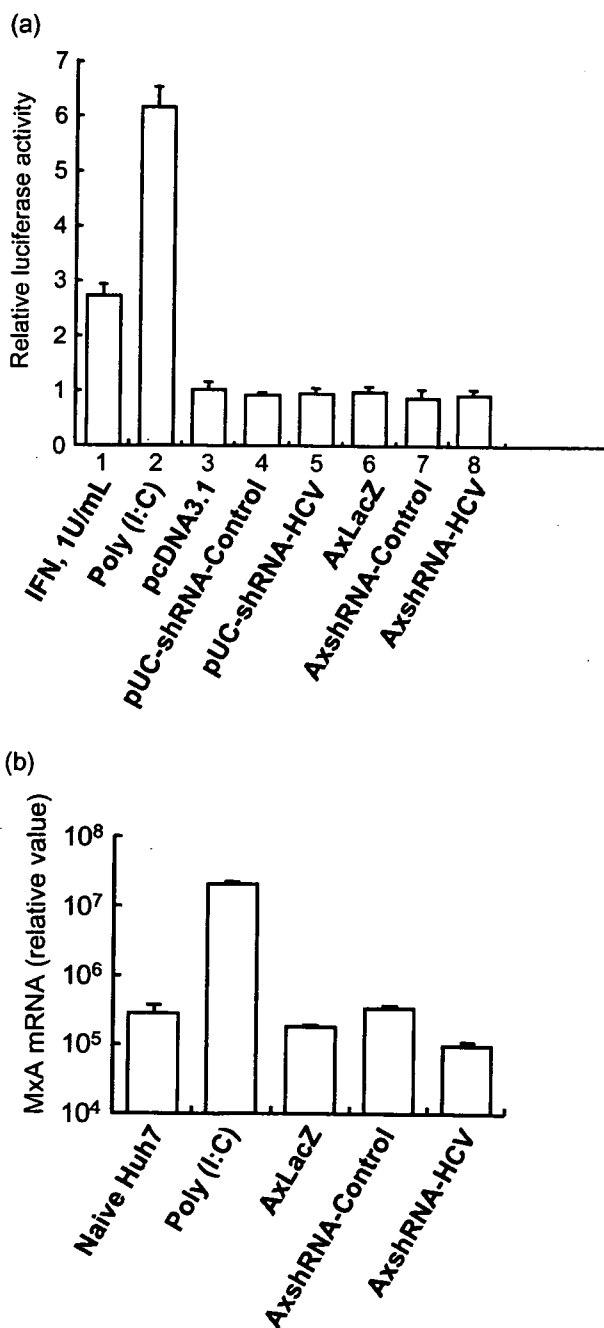 (a)
Relative luciferase activity
7
6
5
4
3
2
1
0
1 2 3 4 5 6 7 8
IFN, 1U/mL
Poly (I:C)
pcDNA3.1
pUC-shRNA-Control
pUC-shRNA-HCV
AxLacZ
AxshRNA-Control
AxshRNA-HCV
(b)
MxA mRNA (relative value)
10⁸
10⁷
10⁶
10⁵
10⁴
Naive Huh7
Poly (I:C)
AxLacZ
AxshRNA-Control
AxshRNA-HCV